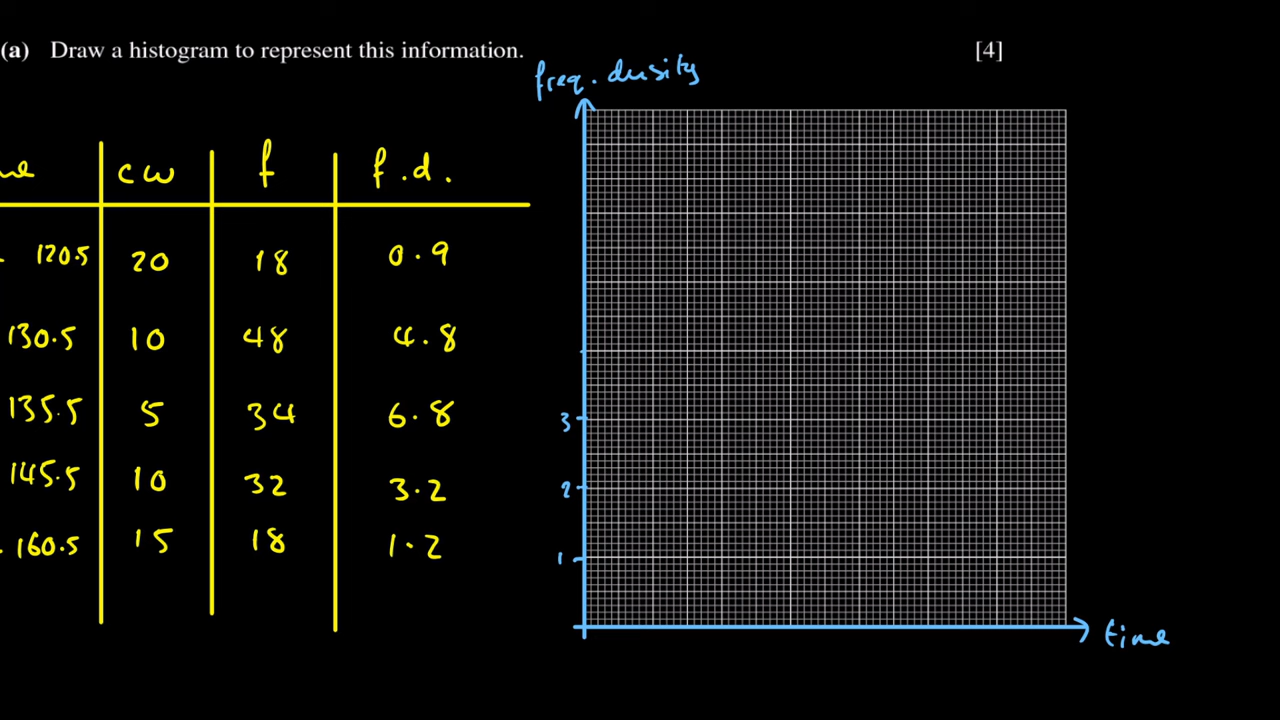 (a) Draw a histogram to represent this information. [4]
freq. density
cw f f.d.
120.5 20 18 0.9
130.5 10 48 4.8
135.5 5 34 6.8
145.5 10 32 3.2
160.5 15 18 1.2
3
2
1
time